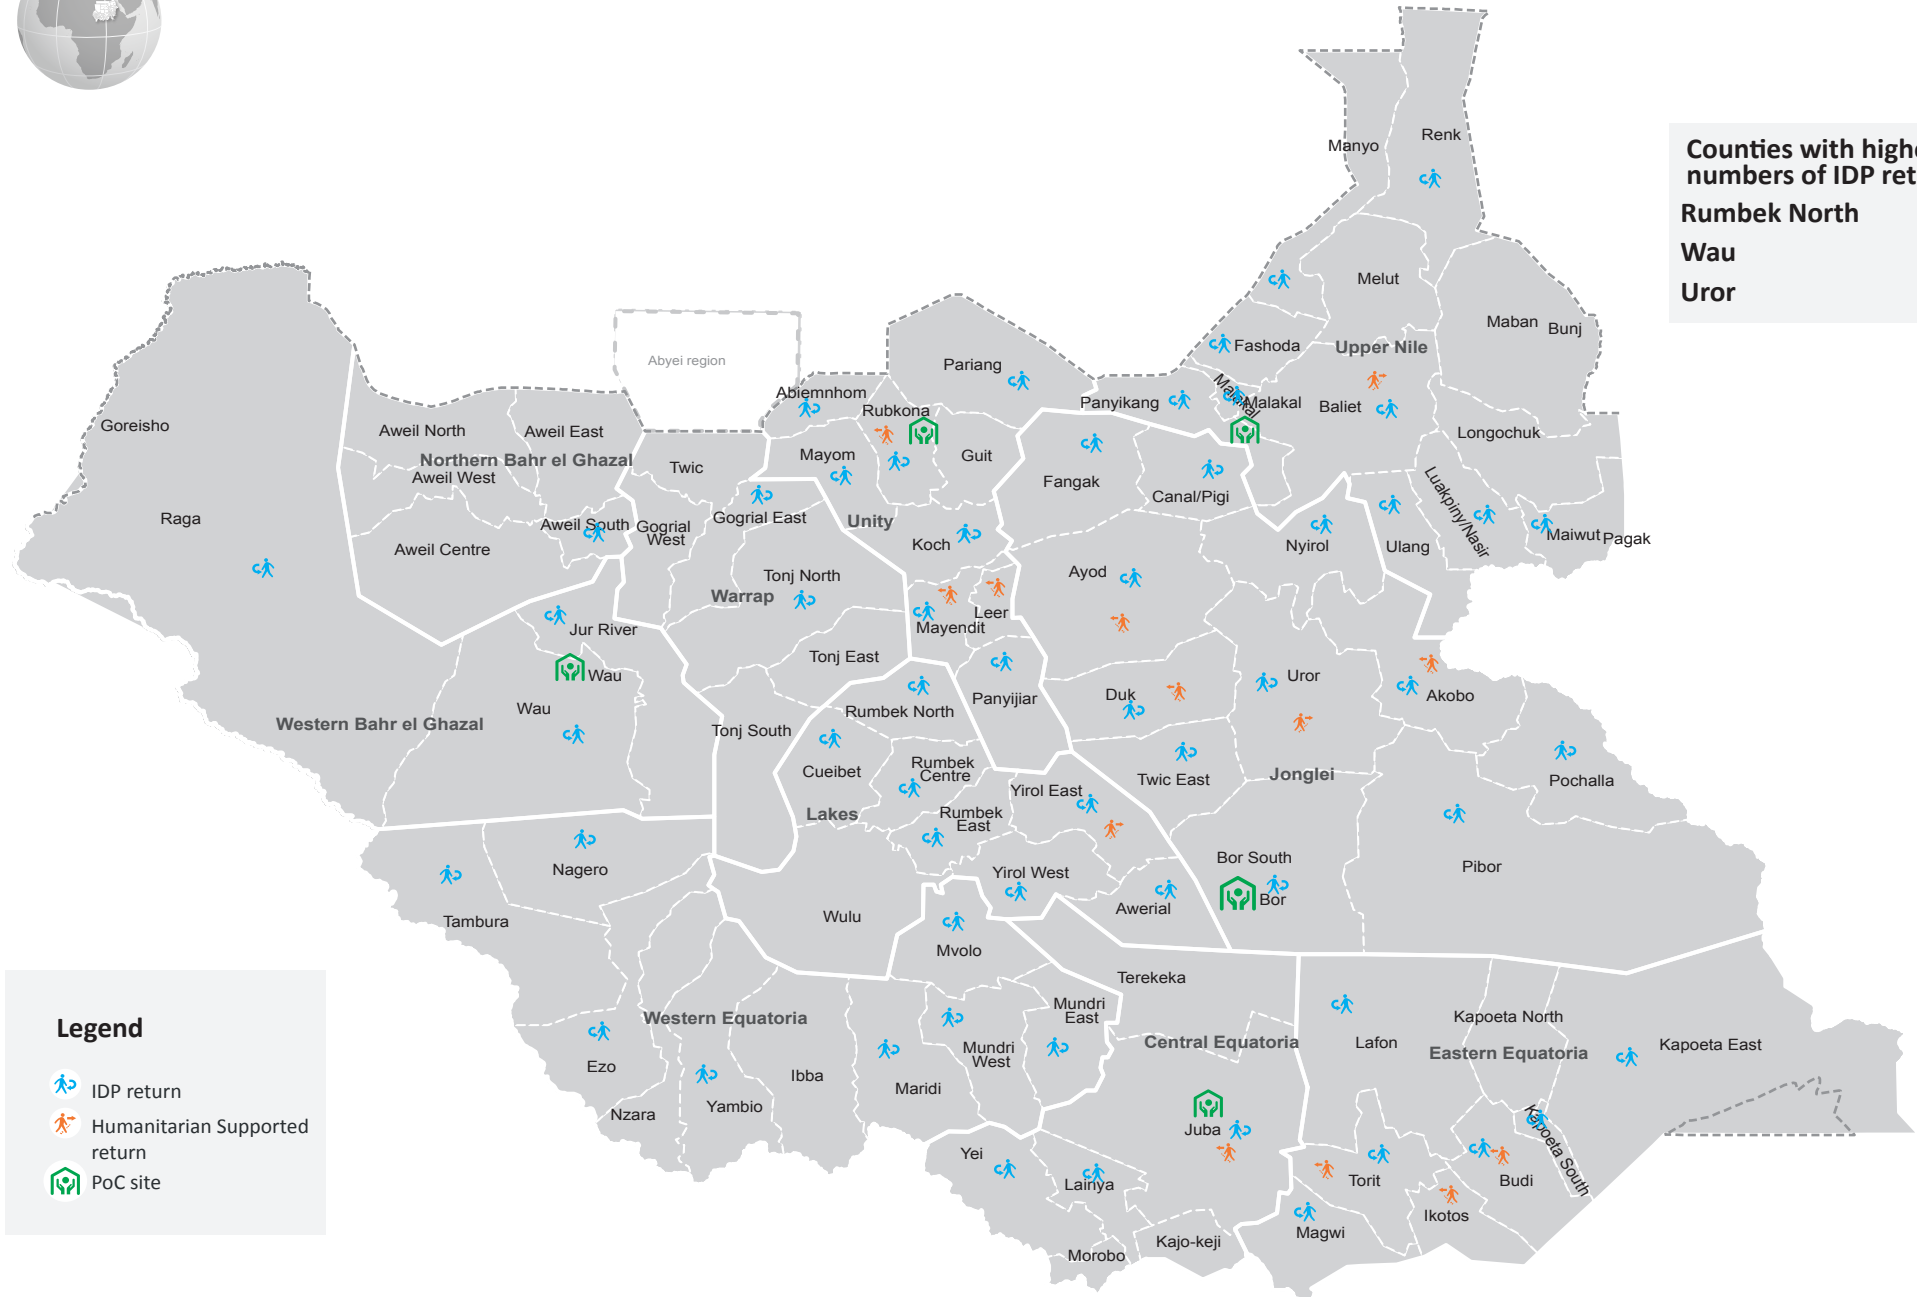 Manyo
Renk
Counties with high
numbers of IDP ret
Rumbek North
Wau
Uror
Melut
Maban
Bunj
Fashoda
Upper Nile
Abyei region
Pariang
Abiemnhom
Rubkona
Panyikang
Malakal
Malakal
Baliet
Longochuk
Goreisho
Aweil North
Aweil East
Northern Bahr el Ghazal
Aweil West
Twic
Mayom
Guit
Fangak
Canal/Pigi
Luakpiny/Nasir
Raga
Aweil South
Gogrial
West
Gogrial East
Unity
Aweil Centre
Koch
Nyirol
Ulang
Maiwut
Pagak
Tonj North
Warrap
Ayod
Leer
Mayendit
Jur River
Tonj East
Wau
Wau
Western Bahr el Ghazal
Panyijiar
Duk
Uror
Akobo
Rumbek North
Tonj South
Cueibet
Rumbek
Centre
Twic East
Jonglei
Pochalla
Yirol East
Lakes
Rumbek
East
Nagero
Yirol West
Bor South
Pibor
Tambura
Wulu
Awerial
Bor
Mvolo
Terekeka
Mundri
East
Western Equatoria
Kapoeta North
Central Equatoria
Lafon
Eastern Equatoria
Kapoeta East
Mundri
West
Ezo
Ibba
Maridi
Nzara
Yambio
Juba
Kapoeta South
Yei
Lainya
Torit
Budi
Ikotos
Magwi
Kajo-keji
Morobo
Legend
IDP return
Humanitarian Supported
return
PoC site